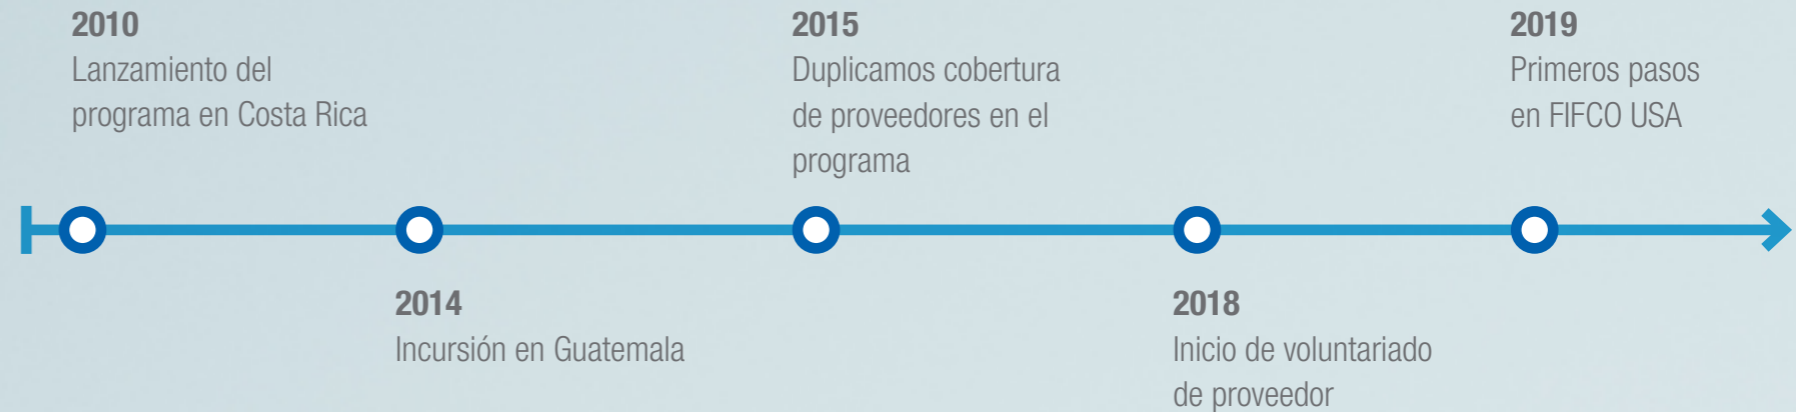 2010
Lanzamiento del
programa en Costa Rica
2014
Incursión en Guatemala
2015
Duplicamos cobertura
de proveedores en el
programa
2018
Inicio de voluntariado
de proveedor
2019
Primeros pasos
en FIFCO USA